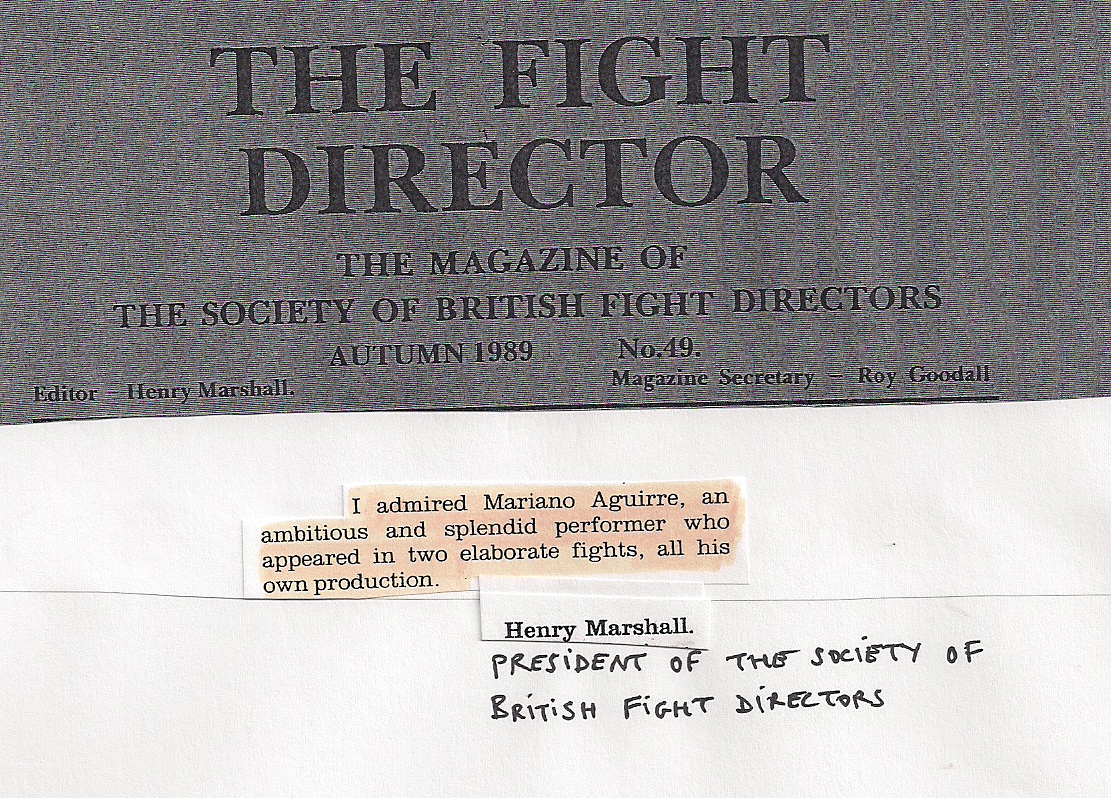 THE FIGHT
DIRECTOR
THE MAGAZINE OF
THE SOCIETY OF BRITISH FIGHT DIRECTORS
AUTUMN 1989 No.49.
Editor – Henry Marshall. Magazine Secretary – Roy Goodall
I admired Mariano Aguirre, an
ambitious and splendid performer who
appeared in two elaborate fights, all his
own production.
Henry Marshall.
PRESIDENT OF THE SOCIETY OF
BRITISH FIGHT DIRECTORS